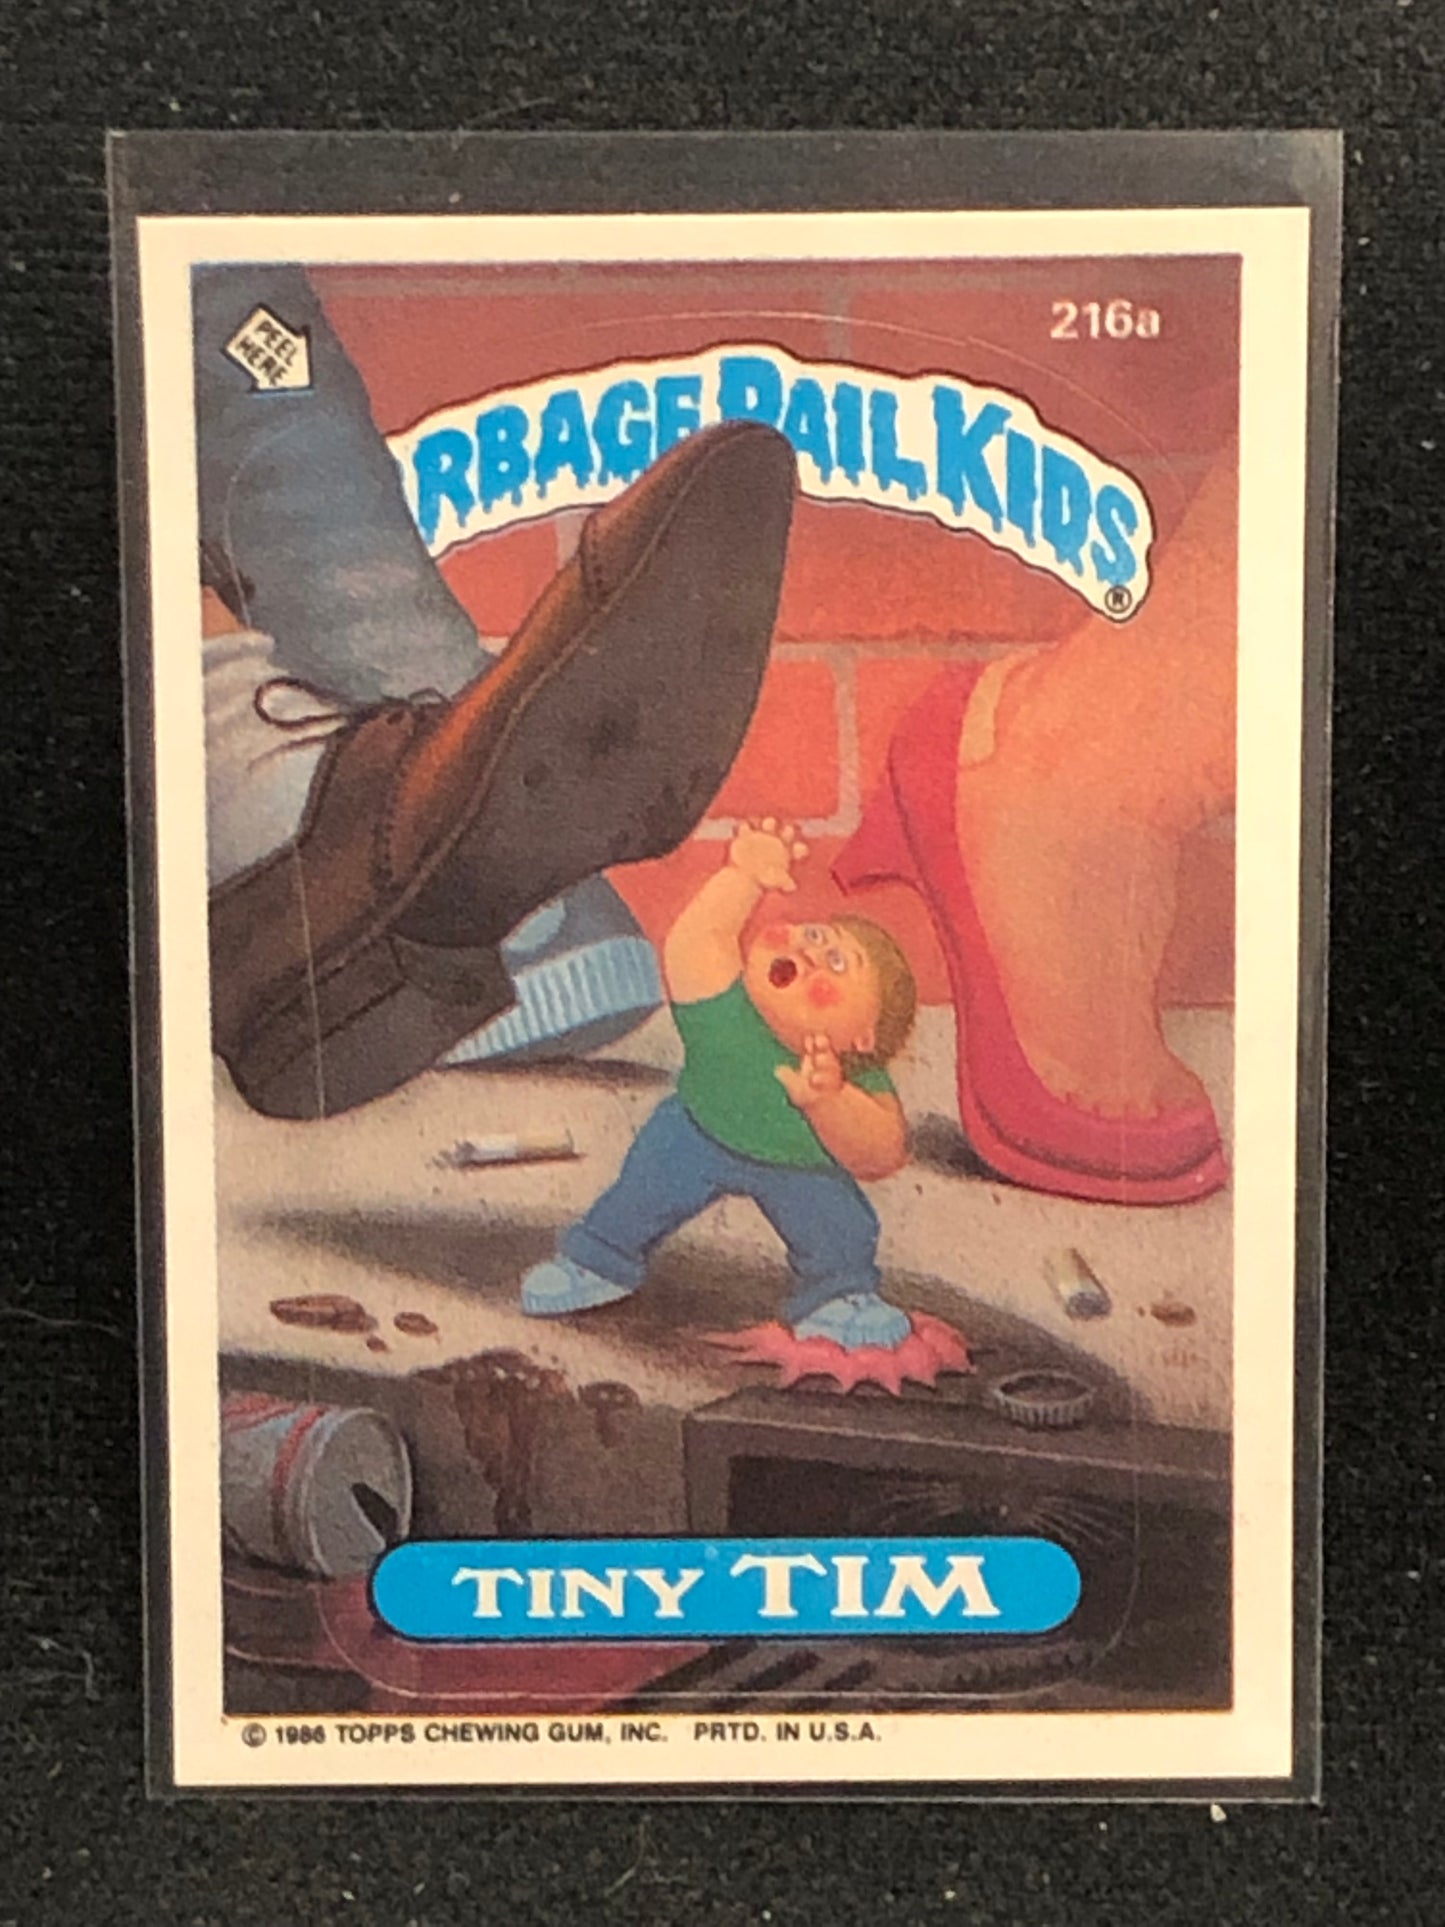 216a
PEEL
HERE
RBAGE PAIL KIDS
®
TINY TIM
© 1986 TOPPS CHEWING GUM, INC. PRTD. IN U.S.A.